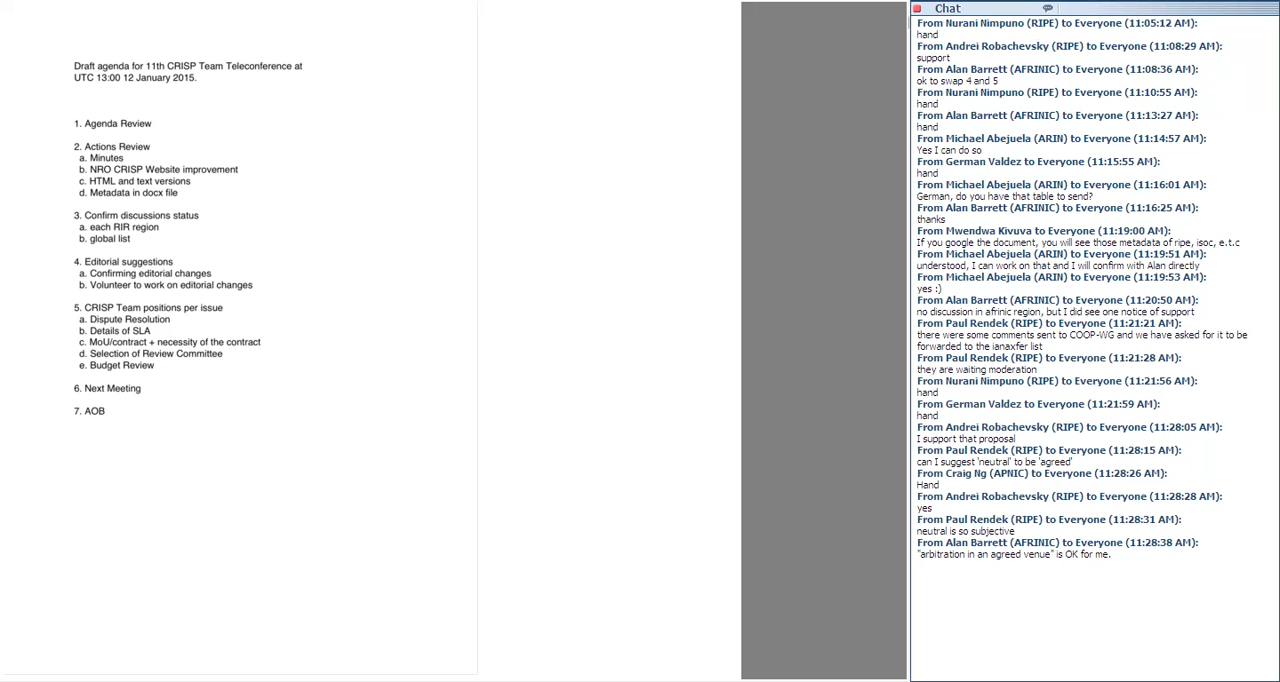 Draft agenda for 11th CRISP Team Teleconference at
UTC 13:00 12 January 2015.
1. Agenda Review
2. Actions Review
a. Minutes
b. NRO CRISP Website improvement
c. HTML and text versions
d. Metadata in docx file
3. Confirm discussions status
a. each RIR region
b. global list
4. Editorial suggestions
a. Confirming editorial changes
b. Volunteer to work on editorial changes
5. CRISP Team positions per issue
a. Dispute Resolution
b. Details of SLA
c. MoU/contract + necessity of the contract
d. Selection of Review Committee
e. Budget Review
6. Next Meeting
7. AOB
Chat
From Nurani Nimpuno (RIPE) to Everyone (11:05:12 AM):
hand
From Andrei Robachevsky (RIPE) to Everyone (11:08:29 AM):
support
From Alan Barrett (AFRINIC) to Everyone (11:08:36 AM):
ok to swap 4 and 5
From Nurani Nimpuno (RIPE) to Everyone (11:10:55 AM):
hand
From Alan Barrett (AFRINIC) to Everyone (11:13:27 AM):
hand
From Michael Abejuela (ARIN) to Everyone (11:14:57 AM):
Yes I can do so
From German Valdez to Everyone (11:15:55 AM):
hand
From Michael Abejuela (ARIN) to Everyone (11:16:01 AM):
German, do you have that table to send?
From Alan Barrett (AFRINIC) to Everyone (11:16:25 AM):
thanks
From Mwendwa Kivuva to Everyone (11:19:00 AM):
If you google the document, you will see those metadata of ripe, isoc, e.t.c
From Michael Abejuela (ARIN) to Everyone (11:19:51 AM):
understood, I can work on that and I will confirm with Alan directly
From Michael Abejuela (ARIN) to Everyone (11:19:53 AM):
yes :)
From Alan Barrett (AFRINIC) to Everyone (11:20:50 AM):
no discussion in afrinic region, but I did see one notice of support
From Paul Rendek (RIPE) to Everyone (11:21:21 AM):
there were some comments sent to COOP-WG and we have asked for it to be
forwarded to the ianaxfer list
From Paul Rendek (RIPE) to Everyone (11:21:28 AM):
they are waiting moderation
From Nurani Nimpuno (RIPE) to Everyone (11:21:56 AM):
hand
From German Valdez to Everyone (11:21:59 AM):
hand
From Andrei Robachevsky (RIPE) to Everyone (11:28:05 AM):
I support that proposal
From Paul Rendek (RIPE) to Everyone (11:28:15 AM):
can I suggest 'neutral' to be 'agreed'
From Craig Ng (APNIC) to Everyone (11:28:26 AM):
Hand
From Andrei Robachevsky (RIPE) to Everyone (11:28:28 AM):
yes
From Paul Rendek (RIPE) to Everyone (11:28:31 AM):
neutral is so subjective
From Alan Barrett (AFRINIC) to Everyone (11:28:38 AM):
"arbitration in an agreed venue" is OK for me.